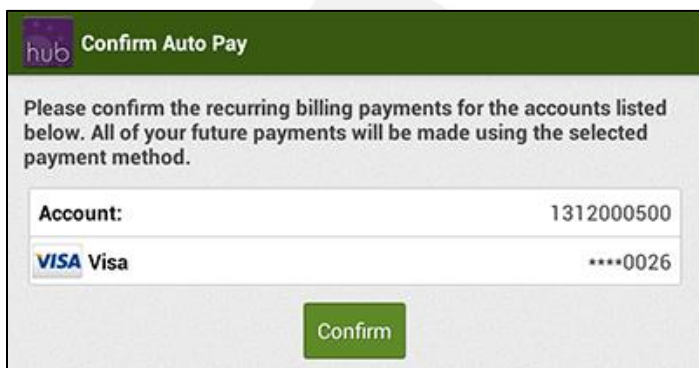 hub Confirm Auto Pay
Please confirm the recurring billing payments for the accounts listed
below. All of your future payments will be made using the selected
payment method.
Account: 1312000500
VISA Visa ****0026
Confirm